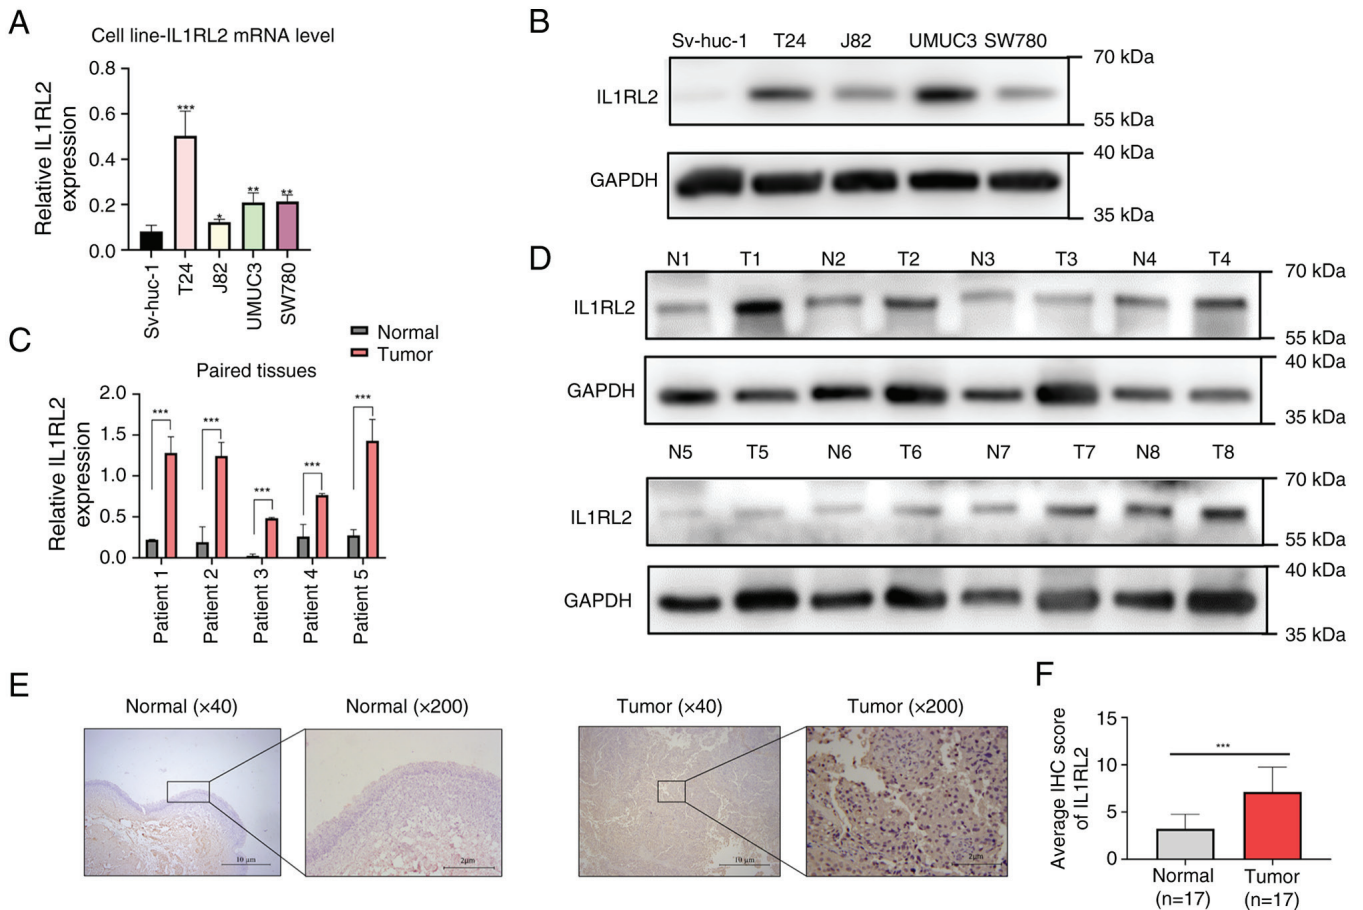 A
Cell line-IL1RL2 mRNA level
Relative IL1RL2
expression
0.8
0.6
0.4
0.2
0.0
***
*
**
**
Sv-huc-1
T24
J82
UMUC3
SW780
B
Sv-huc-1 T24 J82 UMUC3 SW780
IL1RL2
70 kDa
55 kDa
GAPDH
40 kDa
35 kDa
C
Normal
Tumor
Paired tissues
Relative IL1RL2
expression
2.0
1.5
1.0
0.5
0.0
***
***
***
***
***
Patient 1
Patient 2
Patient 3
Patient 4
Patient 5
D
N1 T1 N2 T2 N3 T3 N4 T4
IL1RL2
70 kDa
55 kDa
GAPDH
40 kDa
35 kDa
N5 T5 N6 T6 N7 T7 N8 T8
IL1RL2
70 kDa
55 kDa
GAPDH
40 kDa
35 kDa
E
Normal (×40)
Normal (×200)
Tumor (×40)
Tumor (×200)
10 μm
2μm
10 μm
2μm
F
Average IHC score
of IL1RL2
15
10
5
0
***
Normal
(n=17)
Tumor
(n=17)